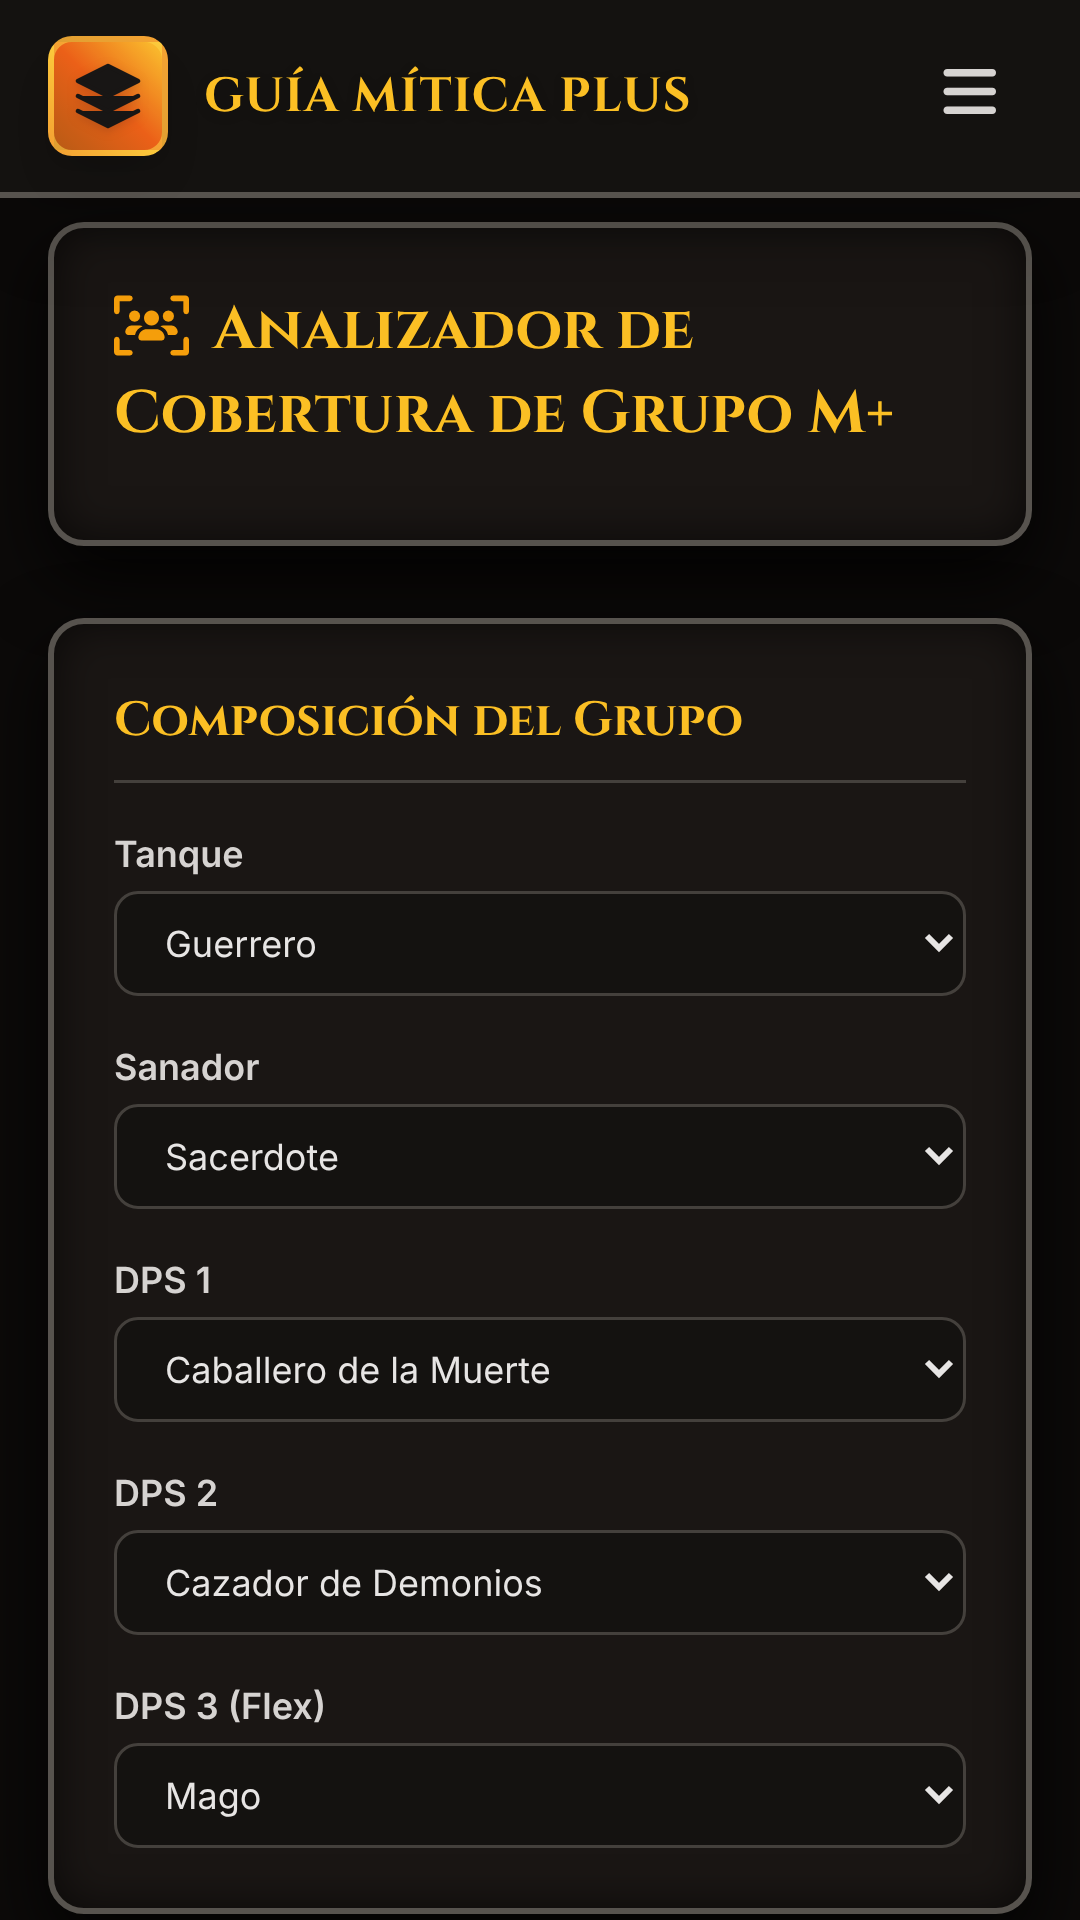 GUÍA MÍTICA PLUS
Analizador de
Cobertura de Grupo M+
Composición del Grupo
Tanque
Guerrero
Sanador
Sacerdote
DPS 1
Caballero de la Muerte
DPS 2
Cazador de Demonios
DPS 3 (Flex)
Mago